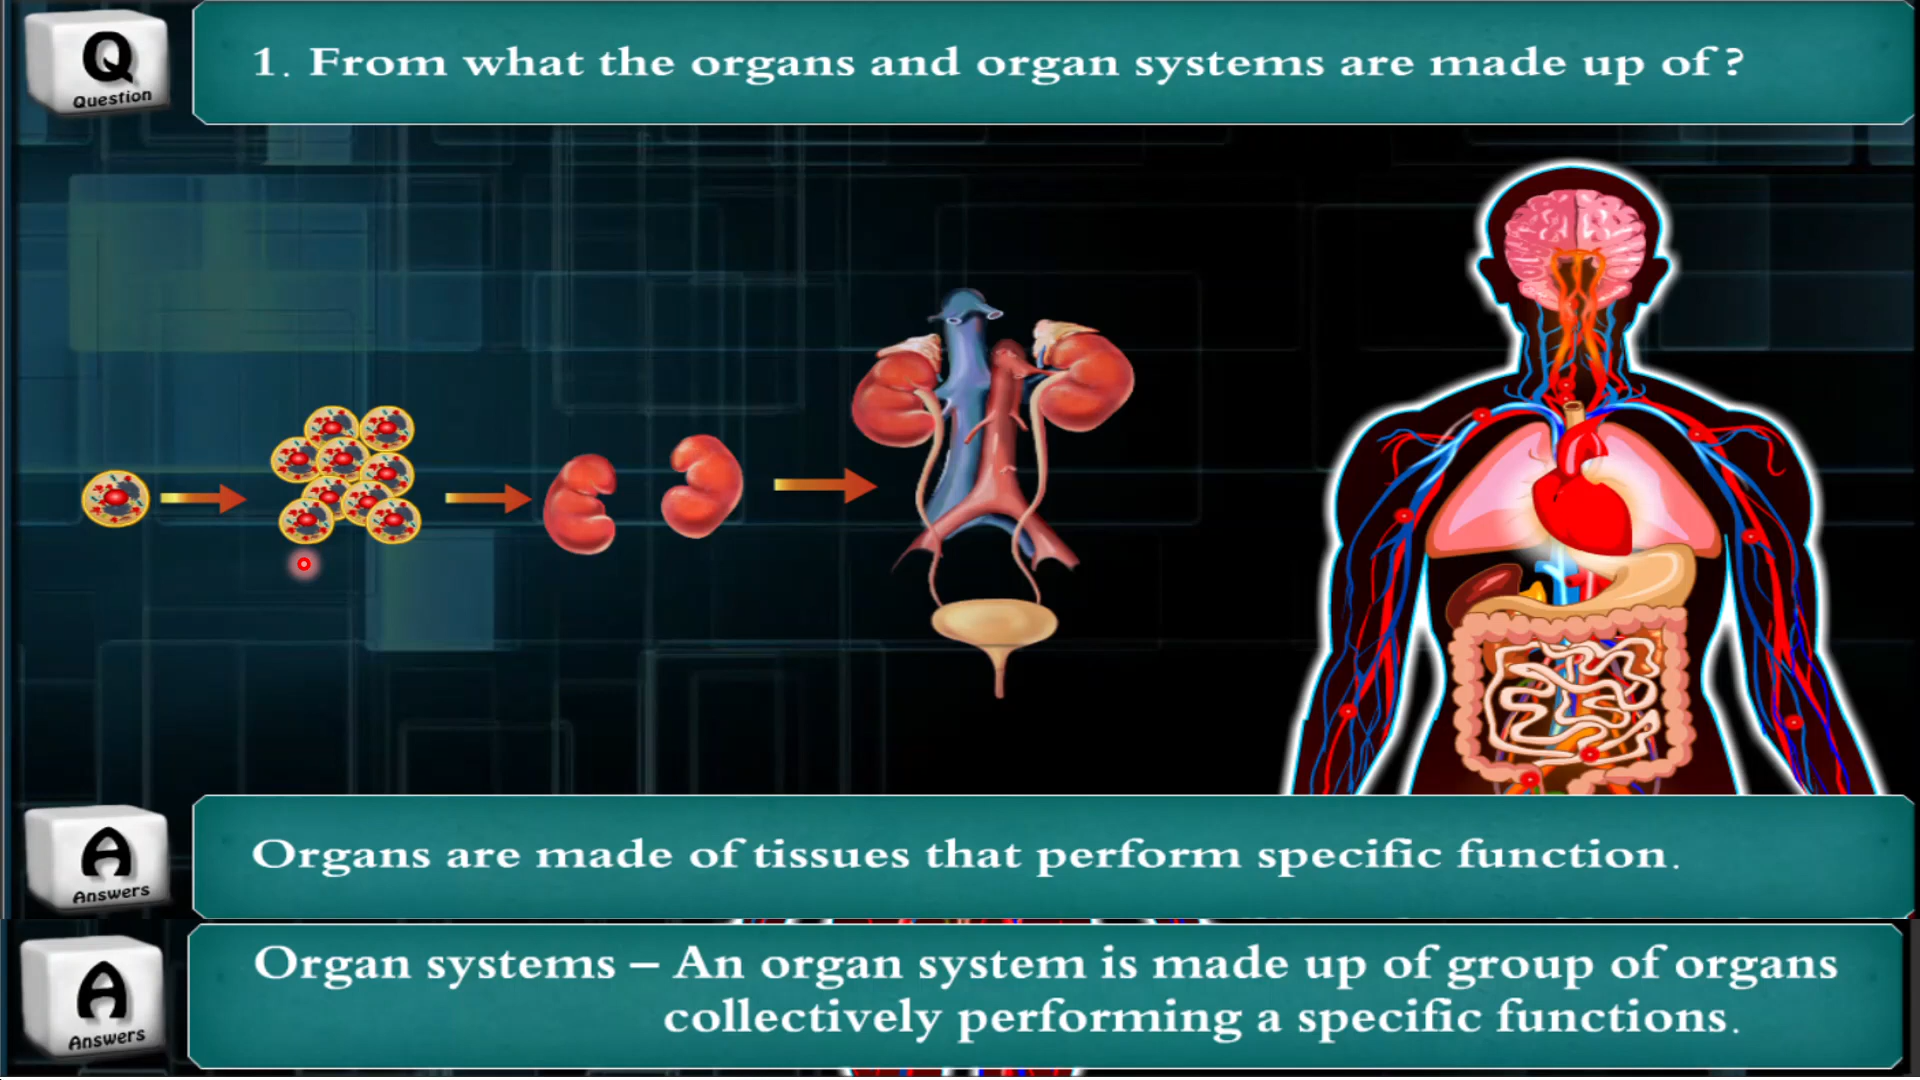 Q
Question
1. From what the organs and organ systems are made up of ?
A
Answers
Organs are made of tissues that perform specific function.
A
Answers
Organ systems – An organ system is made up of group of organs
collectively performing a specific functions.